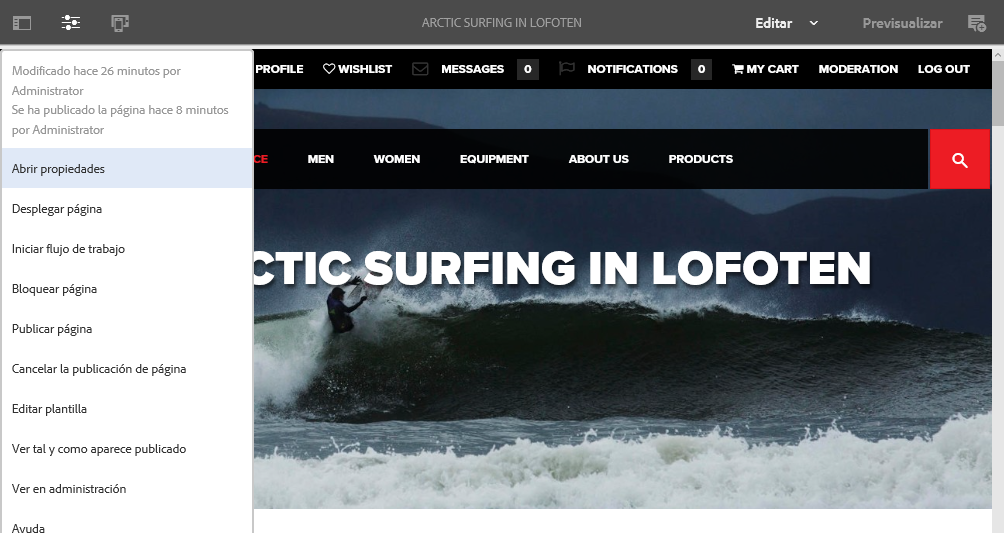 ARCTIC SURFING IN LOFOTEN
Editar
Previsualizar
Modificado hace 26 minutos por
Administrator
Se ha publicado la página hace 8 minutos
por Administrator
Abrir propiedades
Desplegar página
Iniciar flujo de trabajo
Bloquear página
Publicar página
Cancelar la publicación de página
Editar plantilla
Ver tal y como aparece publicado
Ver en administración
Ayuda
PROFILE WISHLIST MESSAGES 0 NOTIFICATIONS 0 MY CART MODERATION LOG OUT
CE MEN WOMEN EQUIPMENT ABOUT US PRODUCTS
CTIC SURFING IN LOFOTEN